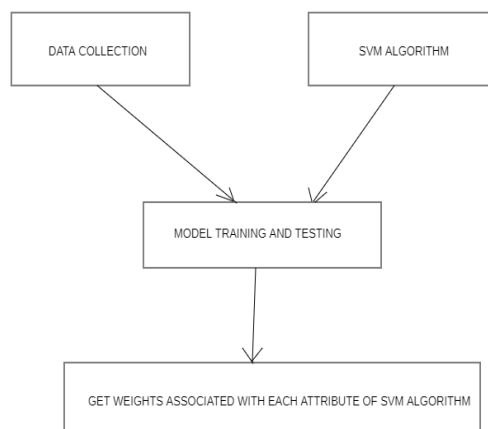 DATA COLLECTION
SVM ALGORITHM
MODEL TRAINING AND TESTING
GET WEIGHTS ASSOCIATED WITH EACH ATTRIBUTE OF SVM ALGORITHM